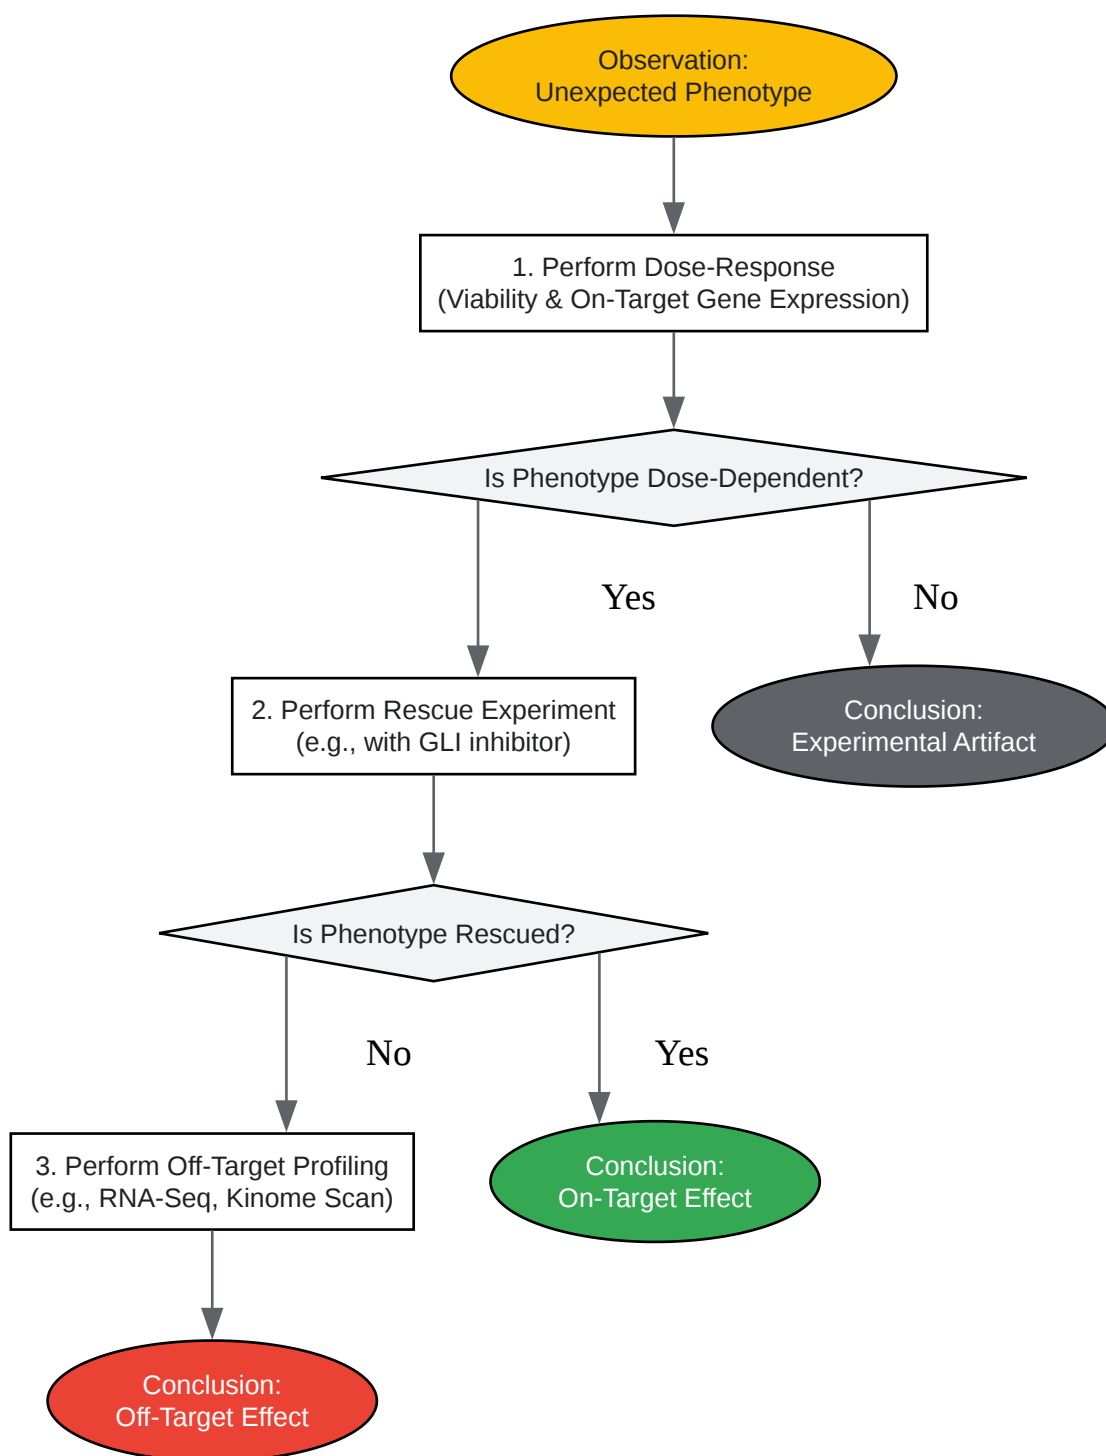 Observation:
Unexpected Phenotype
1. Perform Dose-Response
(Viability & On-Target Gene Expression)
Is Phenotype Dose-Dependent?
Yes
No
2. Perform Rescue Experiment
(e.g., with GLI inhibitor)
Conclusion:
Experimental Artifact
Is Phenotype Rescued?
No
Yes
3. Perform Off-Target Profiling
(e.g., RNA-Seq, Kinome Scan)
Conclusion:
On-Target Effect
Conclusion:
Off-Target Effect